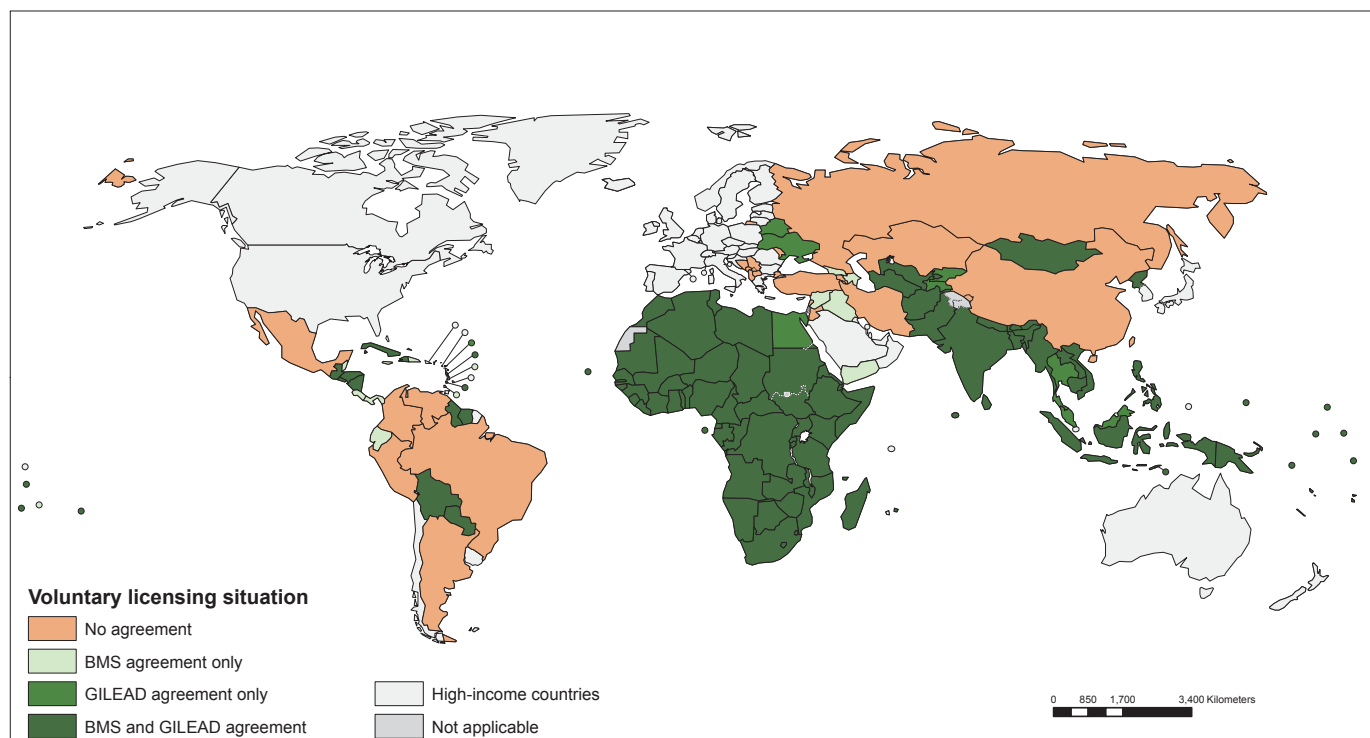 Voluntary licensing situation
No agreement
BMS agreement only
GILEAD agreement only
BMS and GILEAD agreement
High-income countries
Not applicable
0 850 1,700 3,400 Kilometers